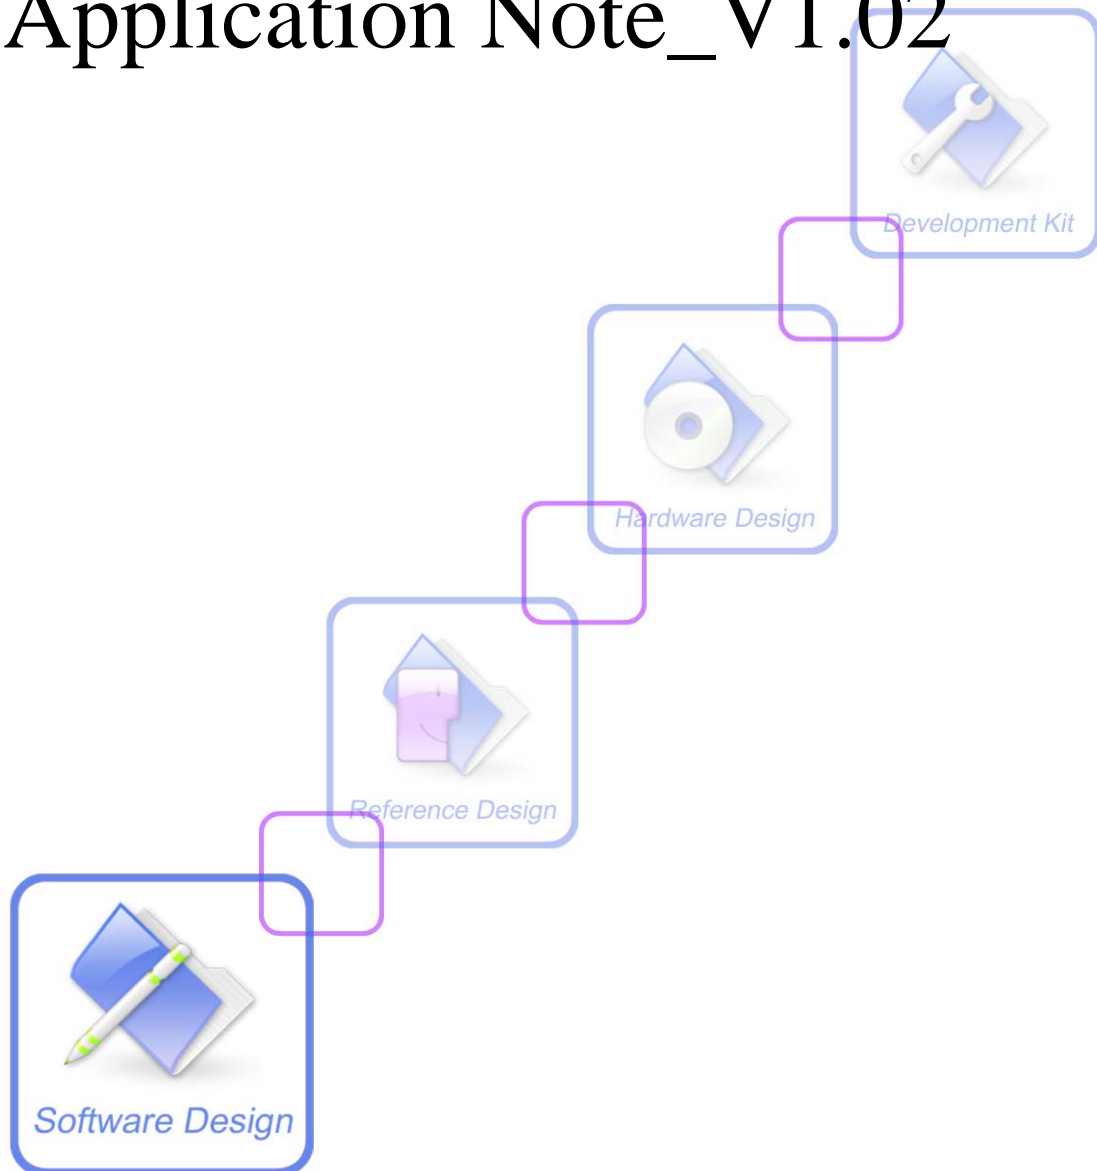 Application Note_V1.02
Development Kit
Hardware Design
Reference Design
Software Design